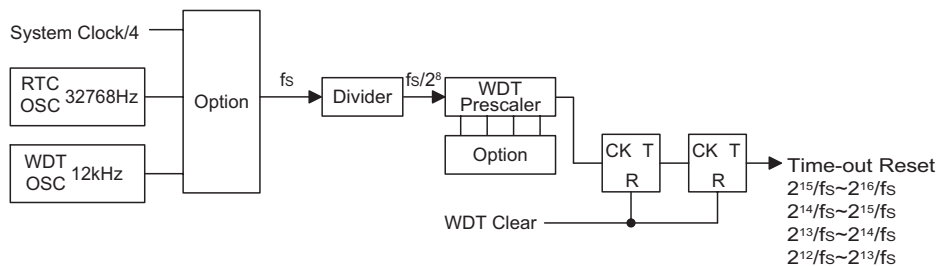 System Clock/4
RTC
OSC 32768Hz
WDT
OSC 12kHz
Option
fS
Divider
fS/2⁸
WDT
Prescaler
Option
CK T
R
CK T
R
WDT Clear
Time-out Reset
2¹⁵/fS~2¹⁶/fS
2¹⁴/fS~2¹⁵/fS
2¹³/fS~2¹⁴/fS
2¹²/fS~2¹³/fS